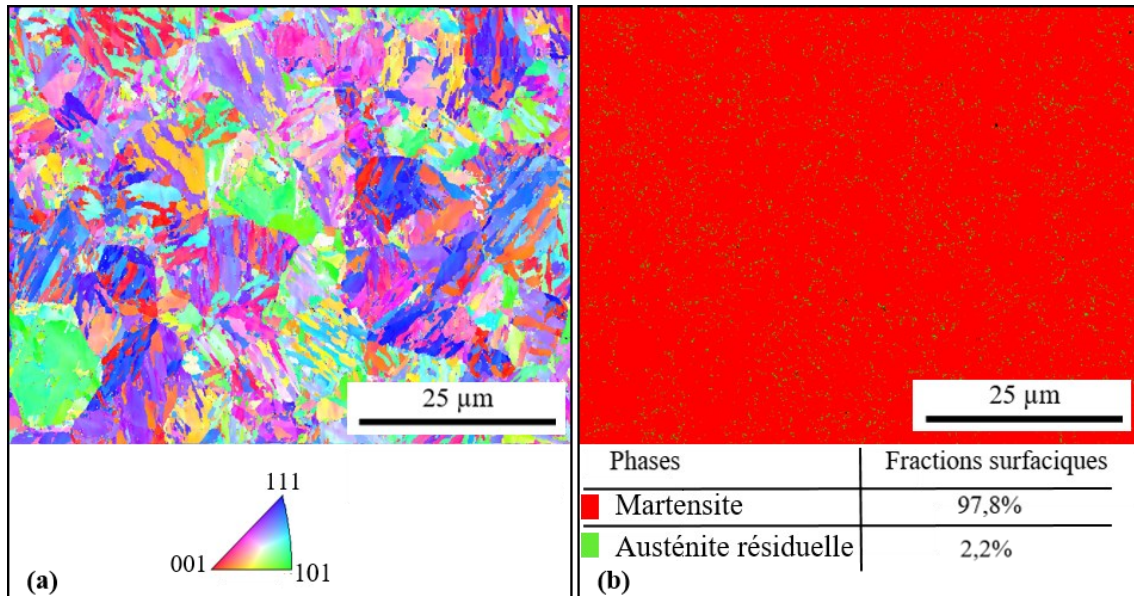 25 µm
111
001
101
(a)
25 µm
Phases Fractions surfaciques
Martensite 97,8%
Austénite résiduelle 2,2%
(b)